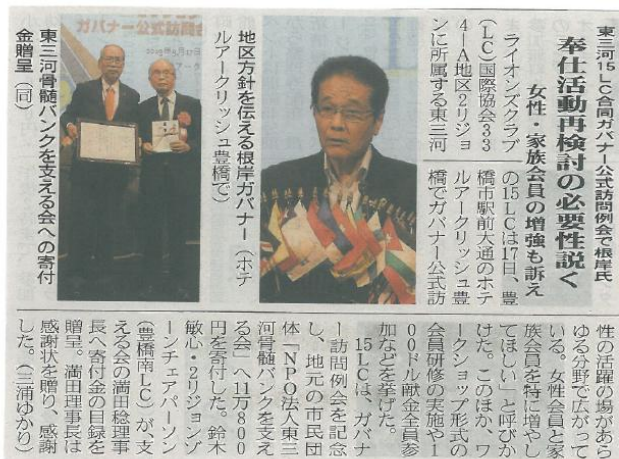 東三河15LC合同ガバナー公式訪問例会で根岸氏
奉仕活動再検討の必要性説く
女性・家族会員の増強も訴え
ライオンズクラブ
(LC)国際協会33
4―A地区2リジョ
ンに所属する東三河
の15LCは17日、豊
橋市駅前大通のホテ
ルアークリッシュ豊
橋でガバナー公式訪
地区方針を伝える根岸ガバナー(ホテ
ルアークリッシュ豊橋で)
ガバナー公式訪問
東三河骨髄バンクを支える会への寄付
金贈呈(同)
性の活躍の場があら
ゆる分野で広がって
いる。女性会員と家
族会員を特に増やし
てほしい」と呼びか
けた。このほか、ワ
ークショップ形式の
会員研修の実施や1
00ドル献金全員参
加などを挙げた。
15LCは、ガバナ
ー訪問例会を記念
し、地元の市民団
体「NPO法人東三
河骨髄バンクを支え
る会」へ11万800
円を寄付した。鈴木
敏心・2リジョンゾ
ーンチェアパーソン
(豊橋南LC)が、支
える会の満田稔理事
長へ寄付金の目録を
贈呈。満田理事長は
感謝状を贈り、感謝
した。(三浦ゆかり)